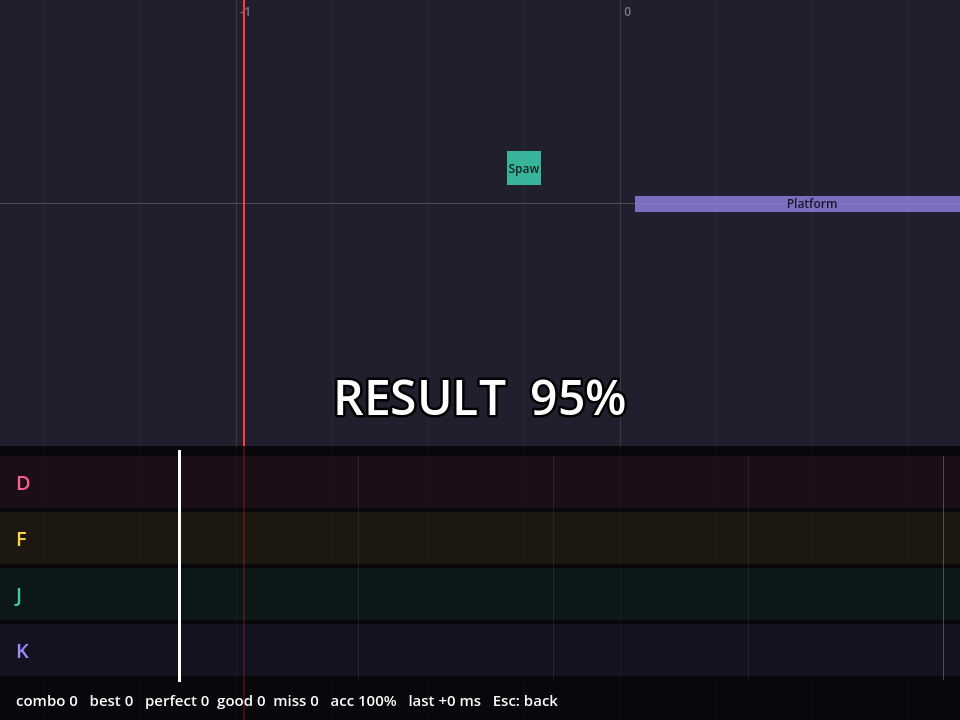 -1 0
Spaw
Platform
RESULT 95%
D
F
J
K
combo 0 best 0 perfect 0 good 0 miss 0 acc 100% last +0 ms Esc: back